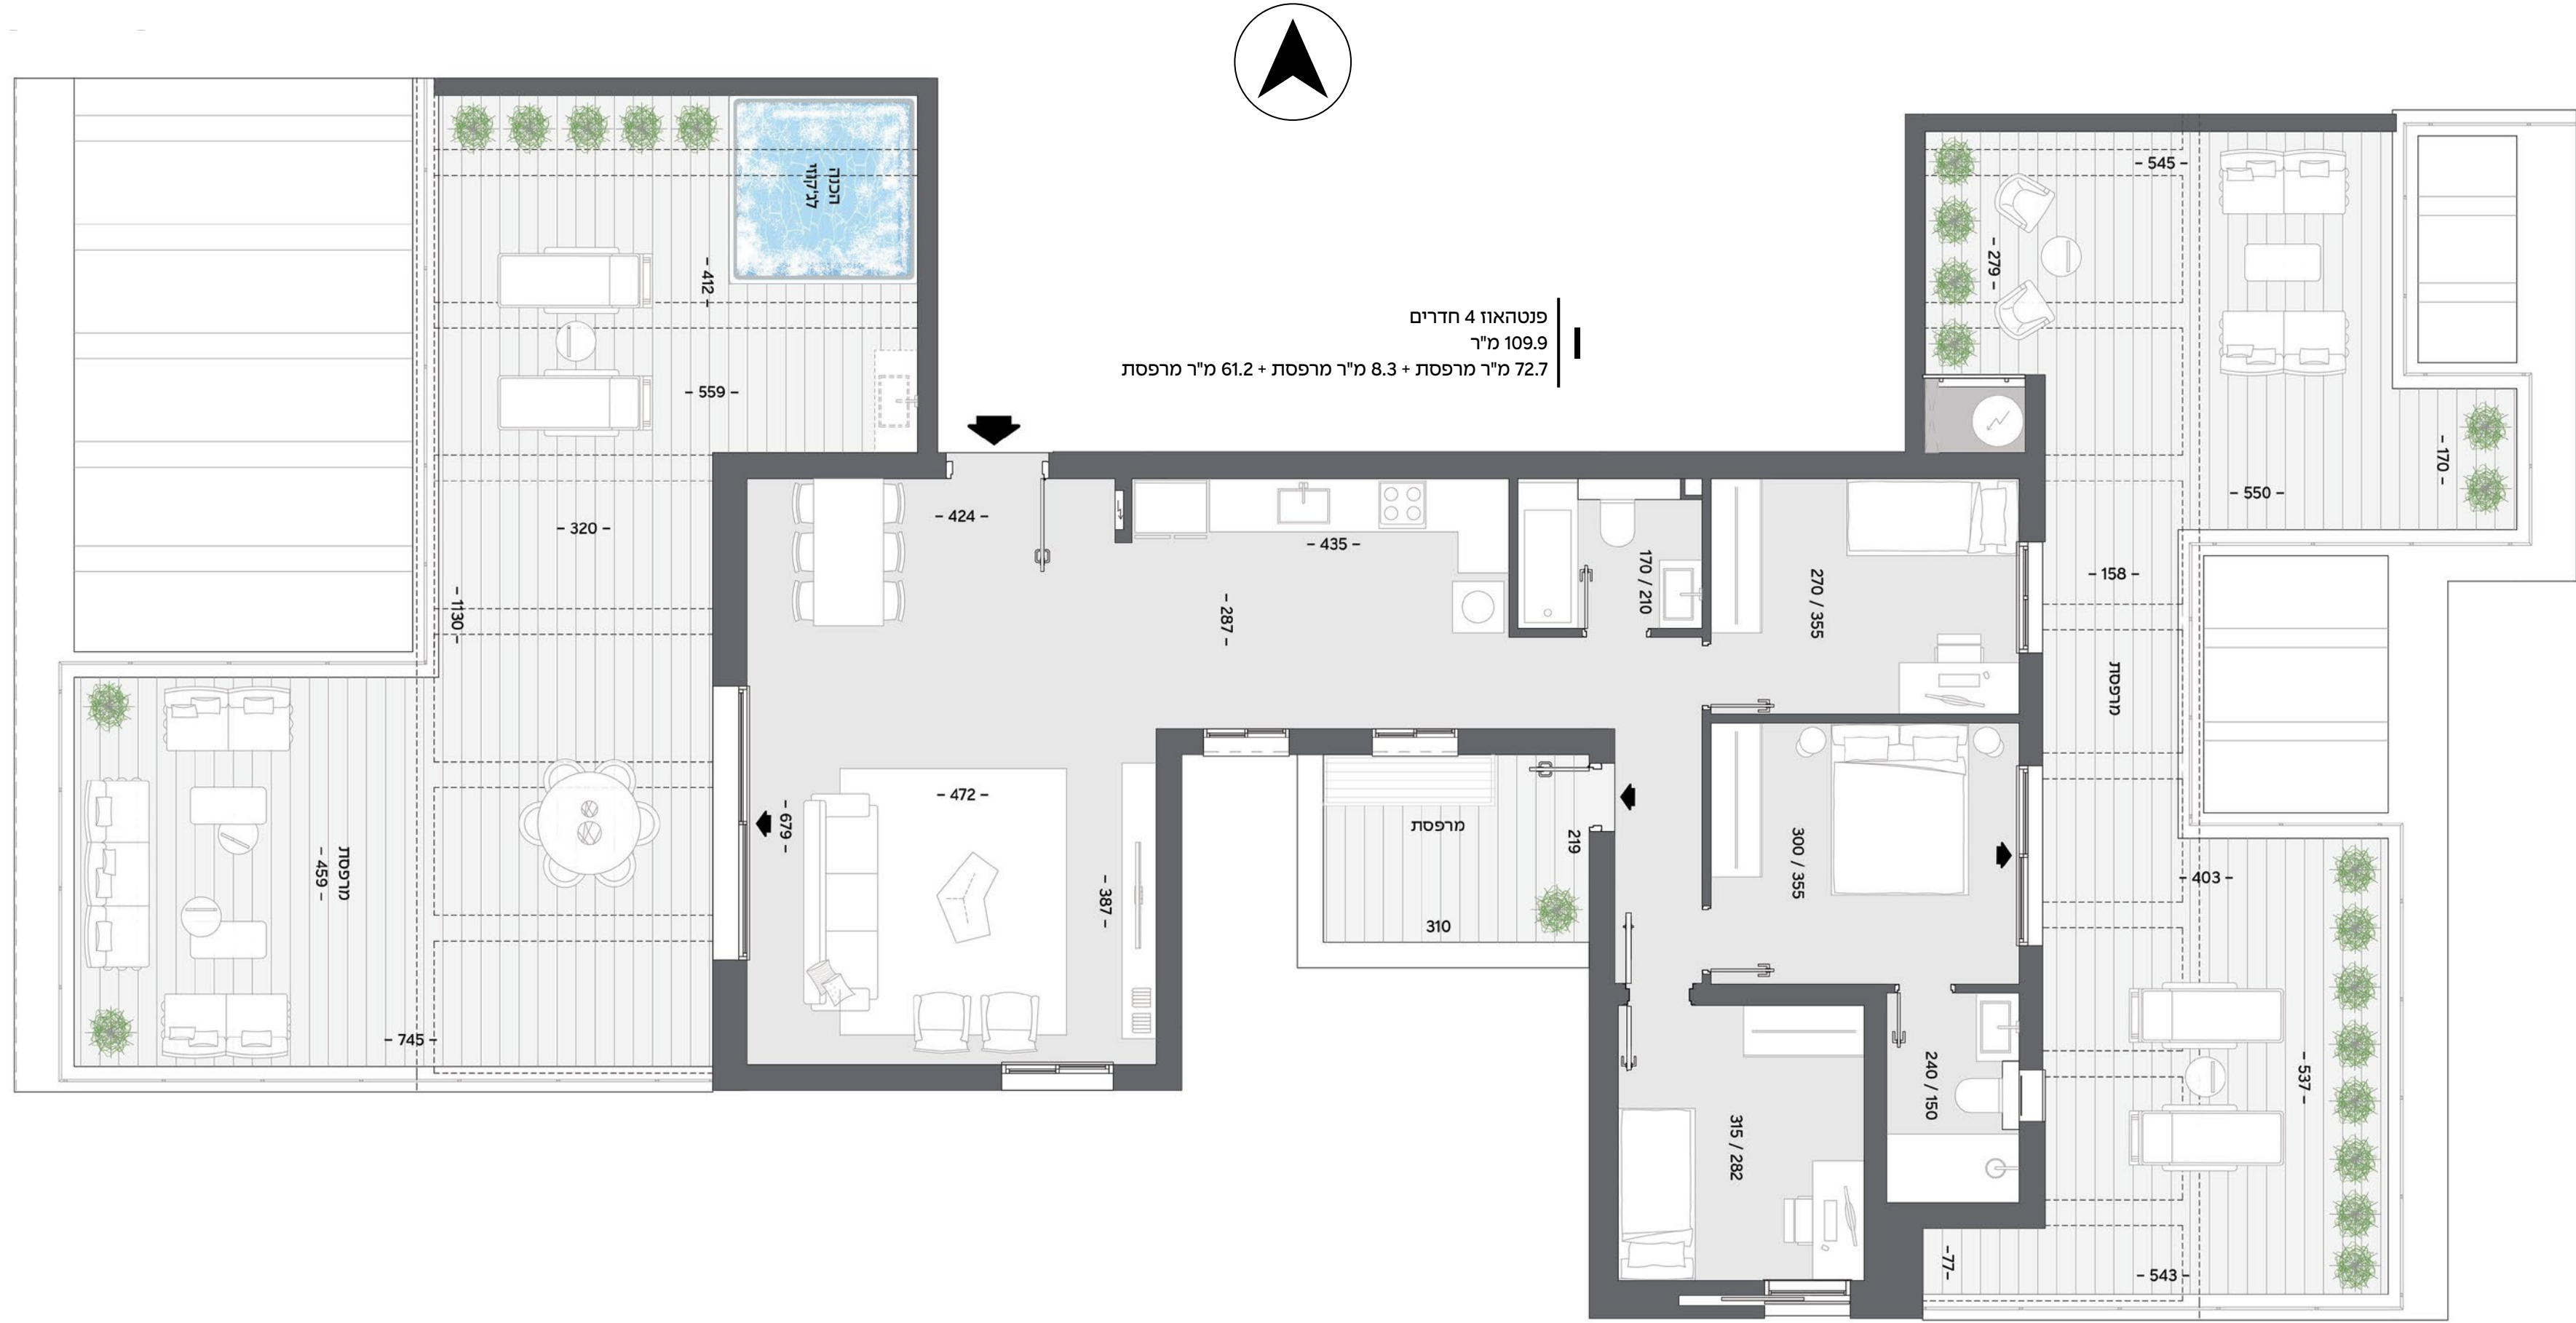 פנטהאוז 4 חדרים
109.9 מ"ר
72.7 מ"ר מרפסת + 8.3 מ"ר מרפסת + 61.2 מ"ר מרפסת
הכנה
לג'קוזי
- 412 -
- 559 -
- 320 -
- 1130 -
מרפסת
- 459 -
- 745 -
- 424 -
- 435 -
- 287 -
- 472 -
- 679 -
- 387 -
170 / 210
270 / 355
מרפסת
219
310
300 / 355
240 / 150
315 / 282
- 545 -
- 279 -
- 170 -
- 550 -
- 158 -
מרפסת
- 403 -
- 537 -
-77-
- 543 -